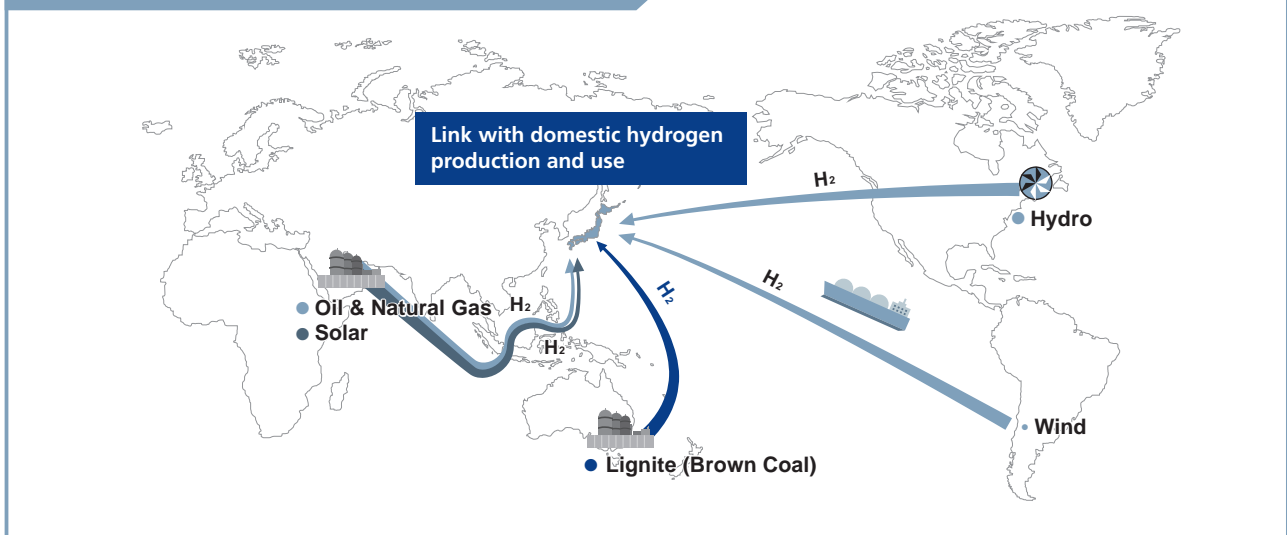 Link with domestic hydrogen
production and use
H₂
Hydro
Oil & Natural Gas
Solar
H₂
H₂
H₂
H₂
Wind
Lignite (Brown Coal)